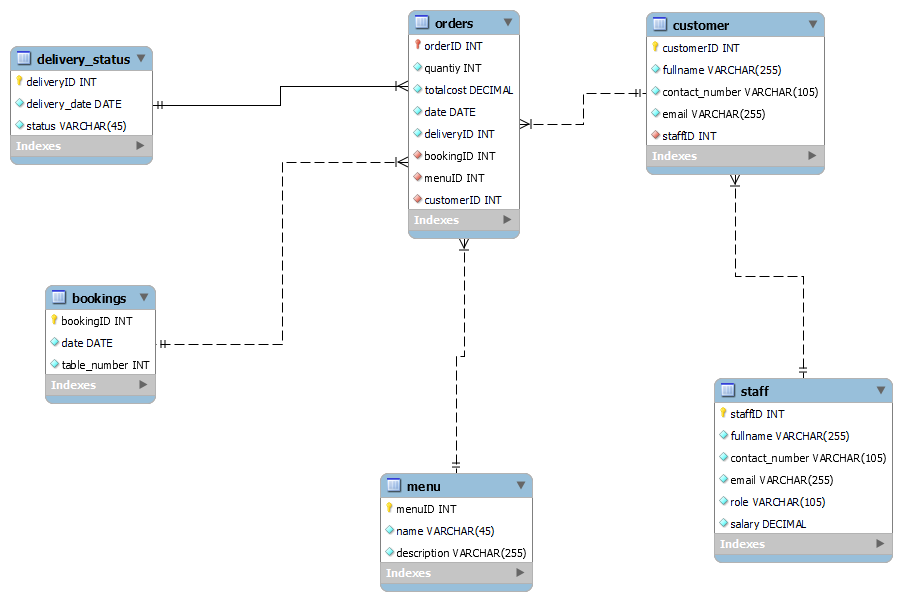 delivery_status
deliveryID INT
delivery_date DATE
status VARCHAR(45)
Indexes
orders
orderID INT
quantiy INT
totalcost DECIMAL
date DATE
deliveryID INT
bookingID INT
menuID INT
customerID INT
Indexes
customer
customerID INT
fullname VARCHAR(255)
contact_number VARCHAR(105)
email VARCHAR(255)
staffID INT
Indexes
bookings
bookingID INT
date DATE
table_number INT
Indexes
menu
menuID INT
name VARCHAR(45)
description VARCHAR(255)
Indexes
staff
staffID INT
fullname VARCHAR(255)
contact_number VARCHAR(105)
email VARCHAR(255)
role VARCHAR(105)
salary DECIMAL
Indexes